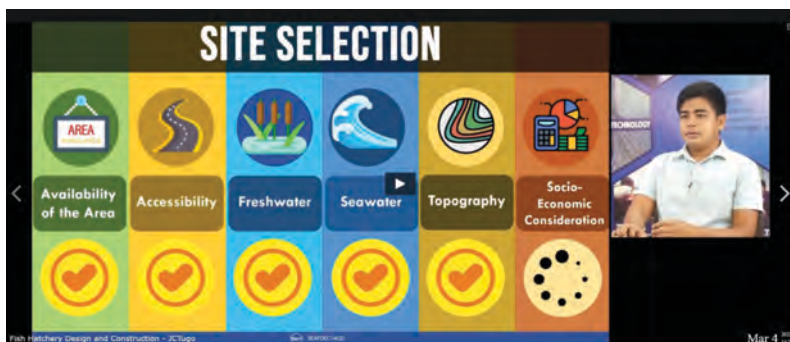 SITE SELECTION
AREA
TECHNOLOGY
Availability
of the Area
Accessibility
Freshwater
Seawater
Topography
Socio-
Economic
Consideration
Fish Hatchery Design and Construction - JCTugo
Mar 4